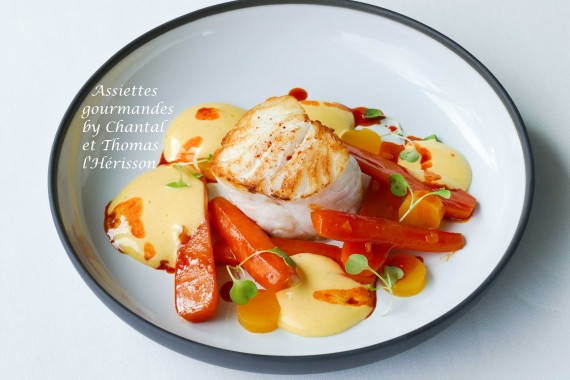 Assiettes
gourmandes
by Chantal
et Thomas
l'Hérisson